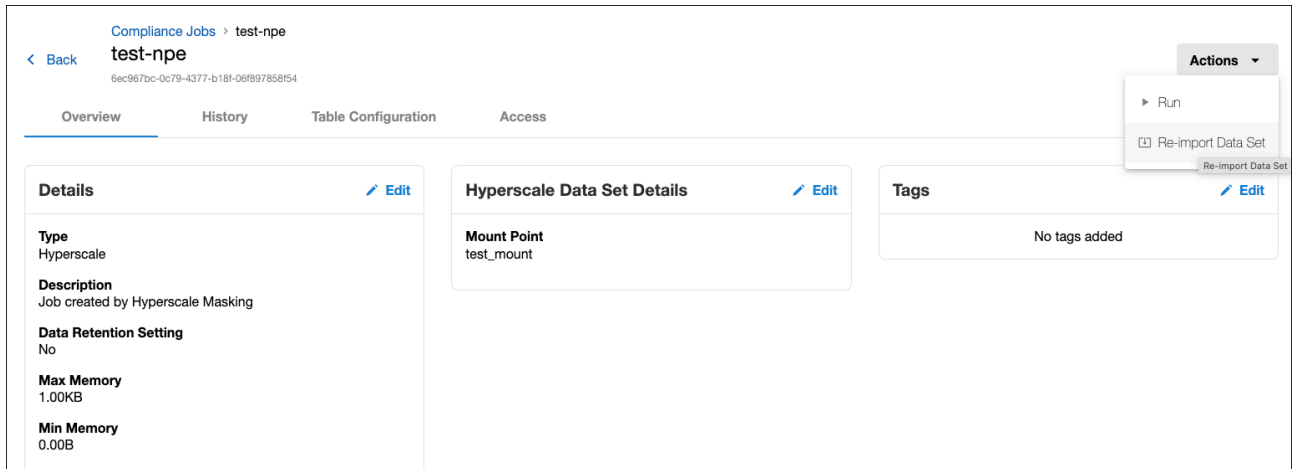 Compliance Jobs > test-npe
Back
test-npe
6ec967bc-0c79-4377-b18f-06f897858f54
Actions
Run
Re-import Data Set
Re-import Data Set
Overview
History
Table Configuration
Access
Details
Edit
Type
Hyperscale
Description
Job created by Hyperscale Masking
Data Retention Setting
No
Max Memory
1.00KB
Min Memory
0.00B
Hyperscale Data Set Details
Edit
Mount Point
test_mount
Tags
Edit
No tags added